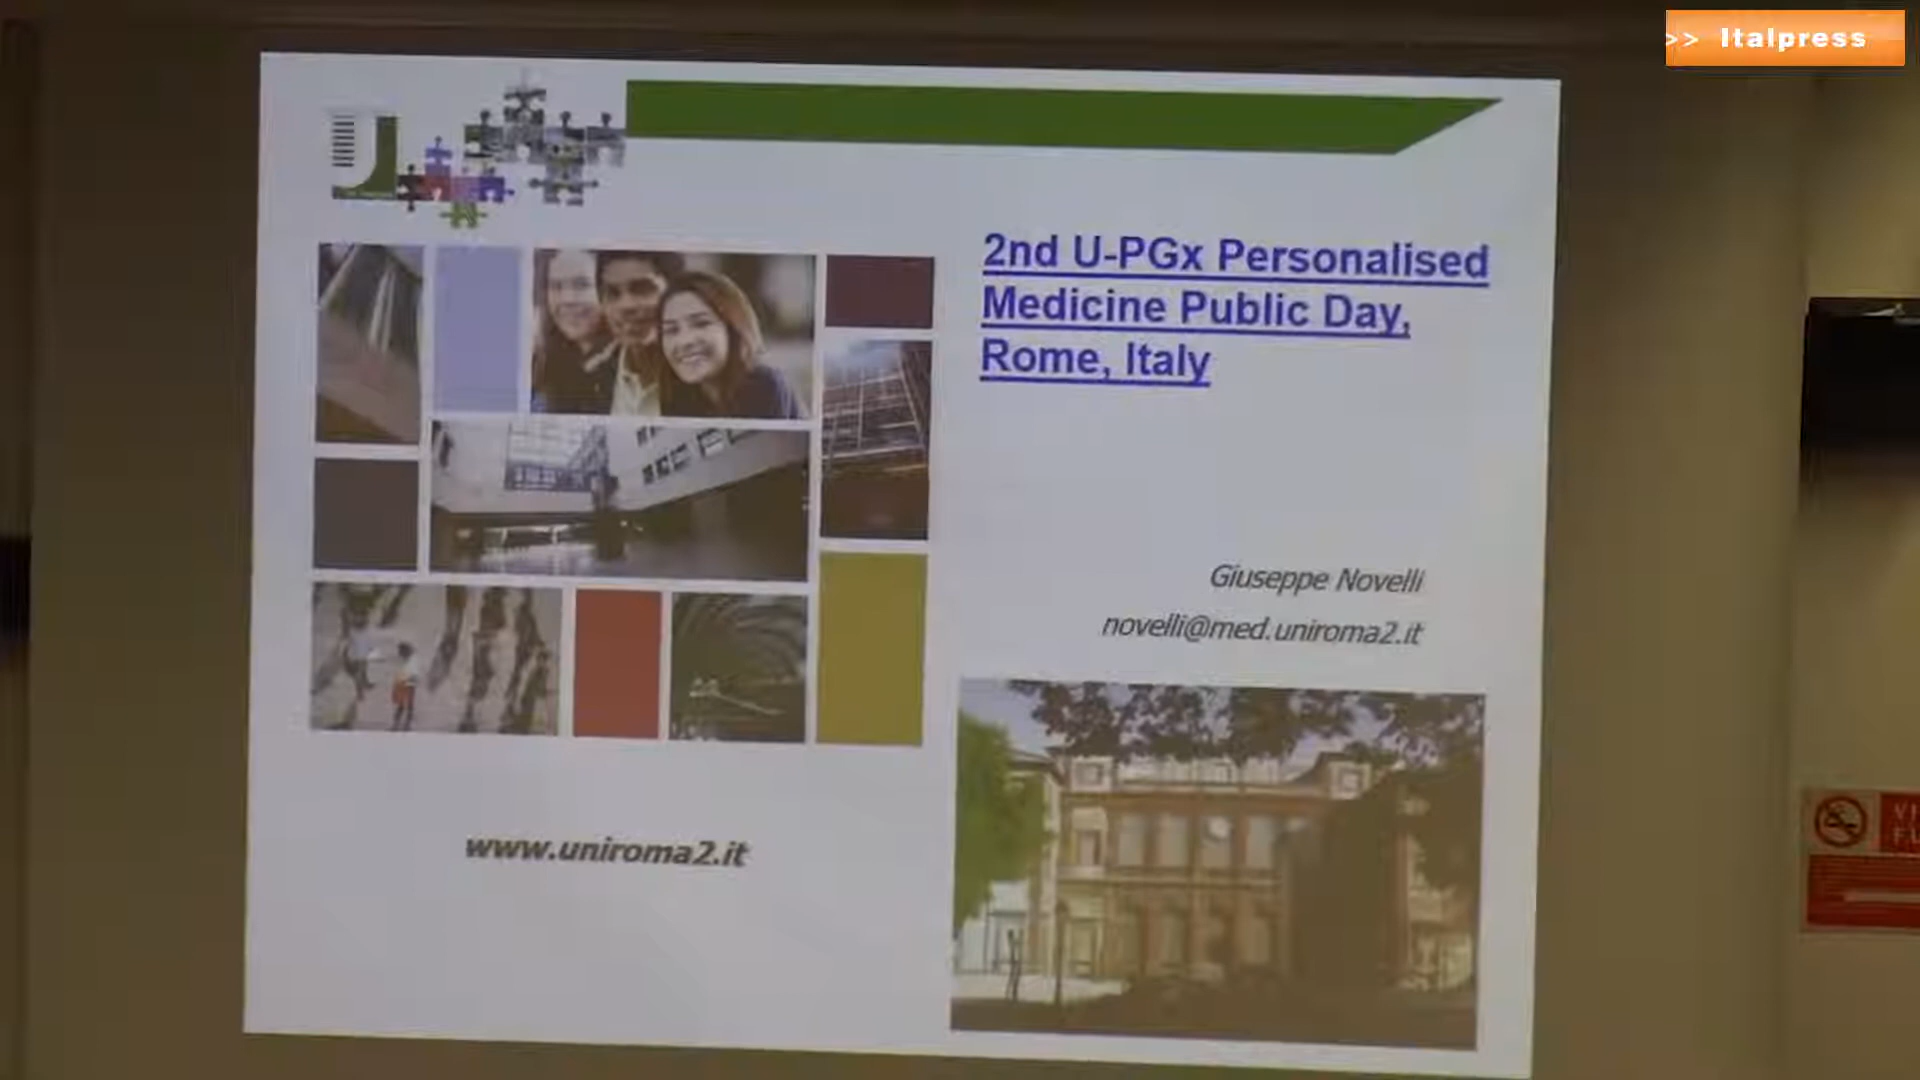 >> Italpress
2nd U-PGx Personalised
Medicine Public Day,
Rome, Italy
Giuseppe Novelli
novelli@med.uniroma2.it
www.uniroma2.it